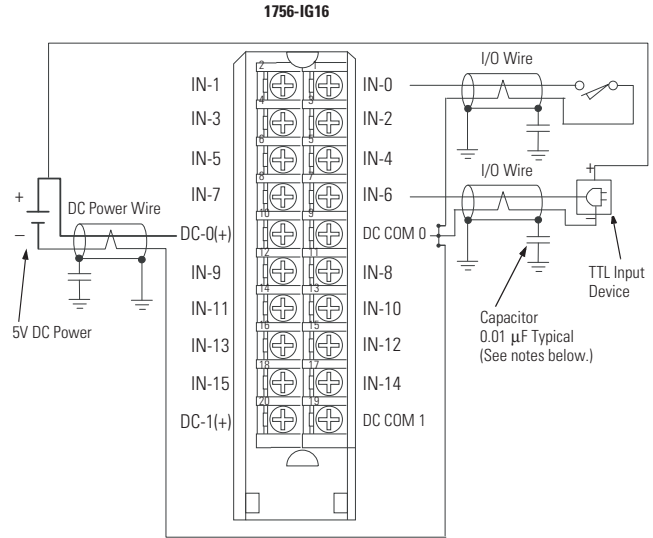 1756-IG16
I/O Wire
2 1
IN-1 IN-0
4 3
IN-3 IN-2
6 5
IN-5 IN-4
8 7
I/O Wire
+
IN-7 IN-6
+
DC Power Wire
10 9
DC-0(+) DC COM 0
–
–
12 11
IN-9 IN-8
TTL Input
Device
14 13
IN-11 IN-10
Capacitor
0.01 μF Typical
(See notes below.)
5V DC Power
16 15
IN-13 IN-12
18 17
IN-15 IN-14
20 19
DC-1(+) DC COM 1